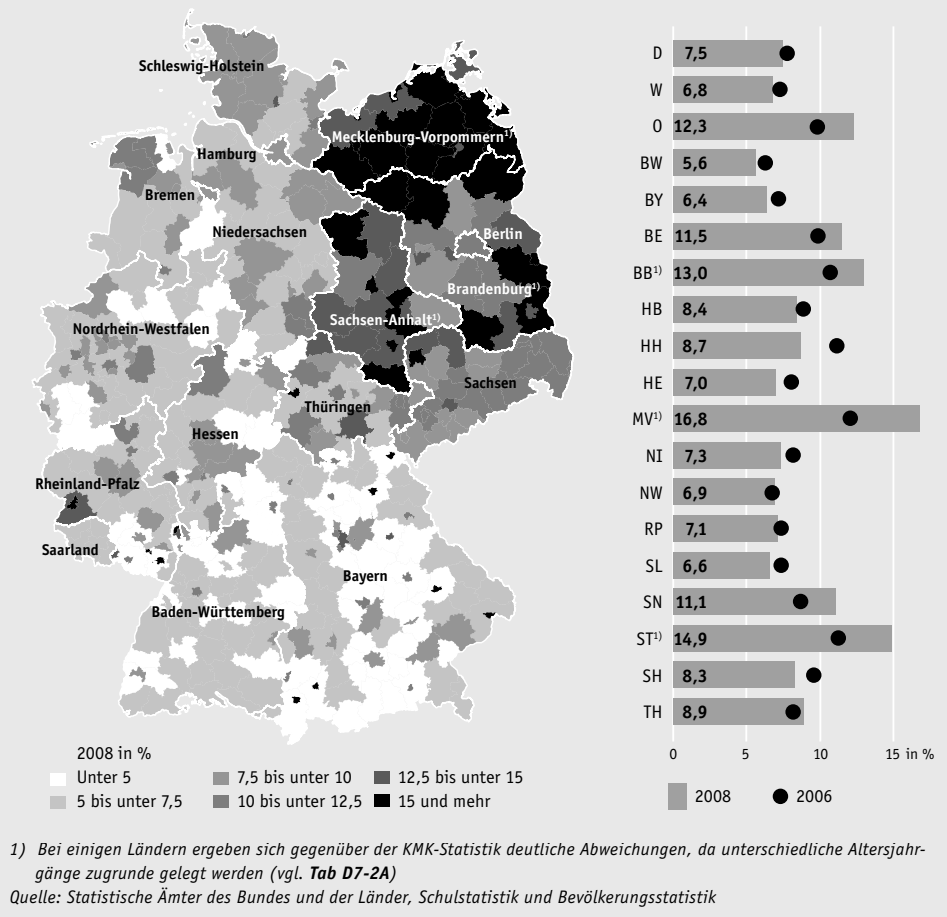 Schleswig-Holstein
Mecklenburg-Vorpommern1)
Hamburg
Bremen
Niedersachsen
Berlin
Brandenburg1)
Sachsen-Anhalt1)
Nordrhein-Westfalen
Sachsen
Thüringen
Hessen
Rheinland-Pfalz
Saarland
Bayern
Baden-Württemberg
2008 in %
Unter 5
5 bis unter 7,5
7,5 bis unter 10
10 bis unter 12,5
12,5 bis unter 15
15 und mehr
D 7,5
W 6,8
O 12,3
BW 5,6
BY 6,4
BE 11,5
BB1) 13,0
HB 8,4
HH 8,7
HE 7,0
MV1) 16,8
NI 7,3
NW 6,9
RP 7,1
SL 6,6
SN 11,1
ST1) 14,9
SH 8,3
TH 8,9
0 5 10 15 in %
2008 2006
1) Bei einigen Ländern ergeben sich gegenüber der KMK-Statistik deutliche Abweichungen, da unterschiedliche Altersjahr-
gänge zugrunde gelegt werden (vgl. Tab D7-2A)
Quelle: Statistische Ämter des Bundes und der Länder, Schulstatistik und Bevölkerungsstatistik